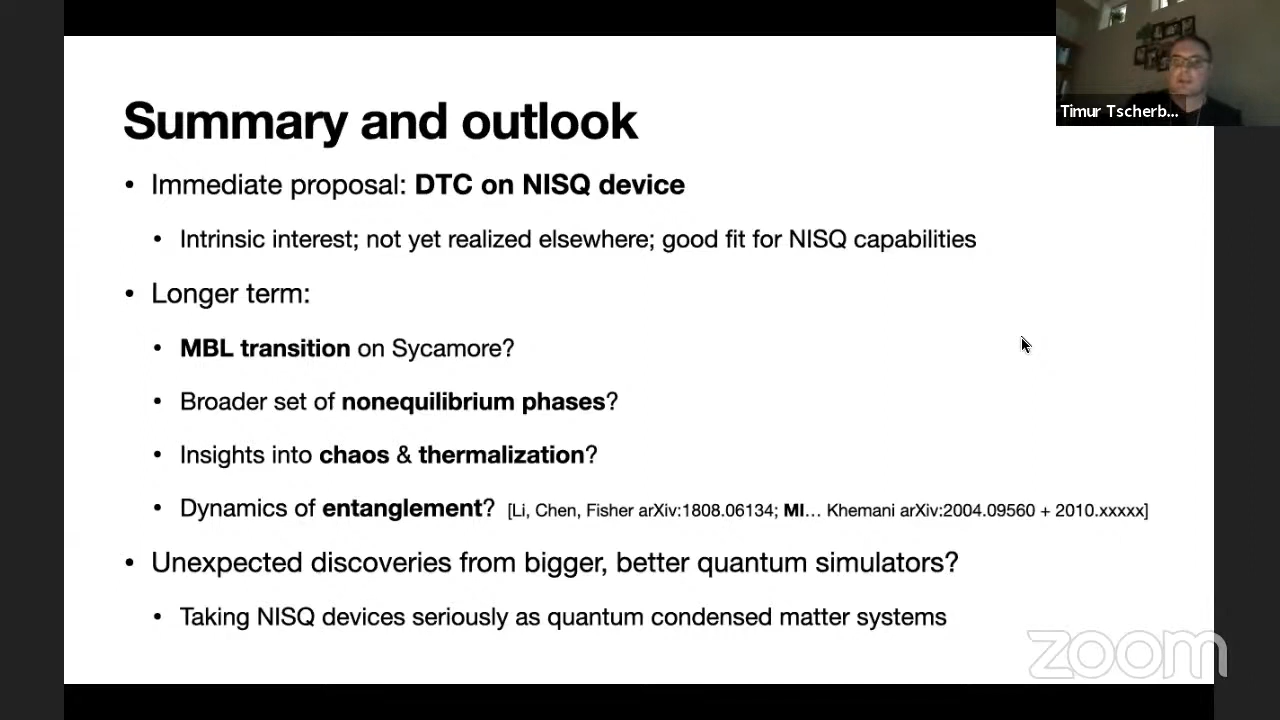 Timur Tscherb...
Summary and outlook
• Immediate proposal: DTC on NISQ device
• Intrinsic interest; not yet realized elsewhere; good fit for NISQ capabilities
• Longer term:
• MBL transition on Sycamore?
• Broader set of nonequilibrium phases?
• Insights into chaos & thermalization?
• Dynamics of entanglement? [Li, Chen, Fisher arXiv:1808.06134; MI... Khemani arXiv:2004.09560 + 2010.xxxxx]
• Unexpected discoveries from bigger, better quantum simulators?
• Taking NISQ devices seriously as quantum condensed matter systems
zoom